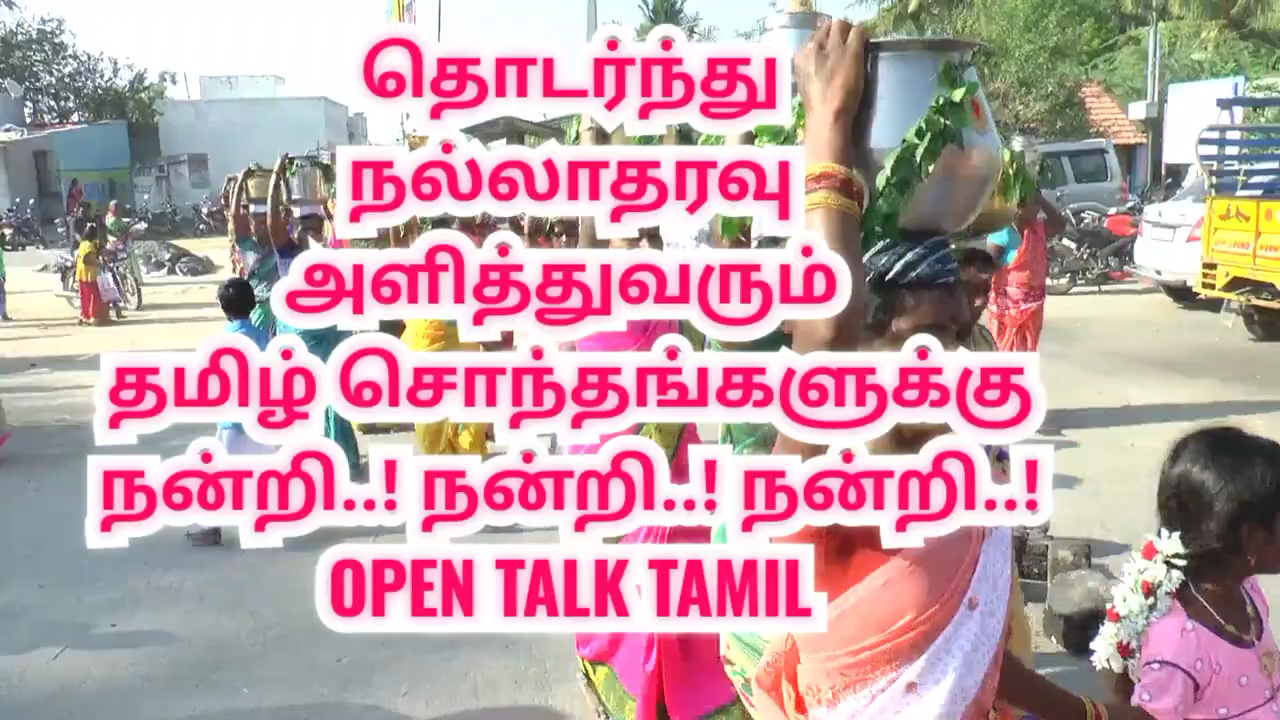 தொடர்ந்து
நல்லாதரவு
அளித்துவரும்
தமிழ் சொந்தங்களுக்கு
நன்றி..! நன்றி..! நன்றி..!
OPEN TALK TAMIL